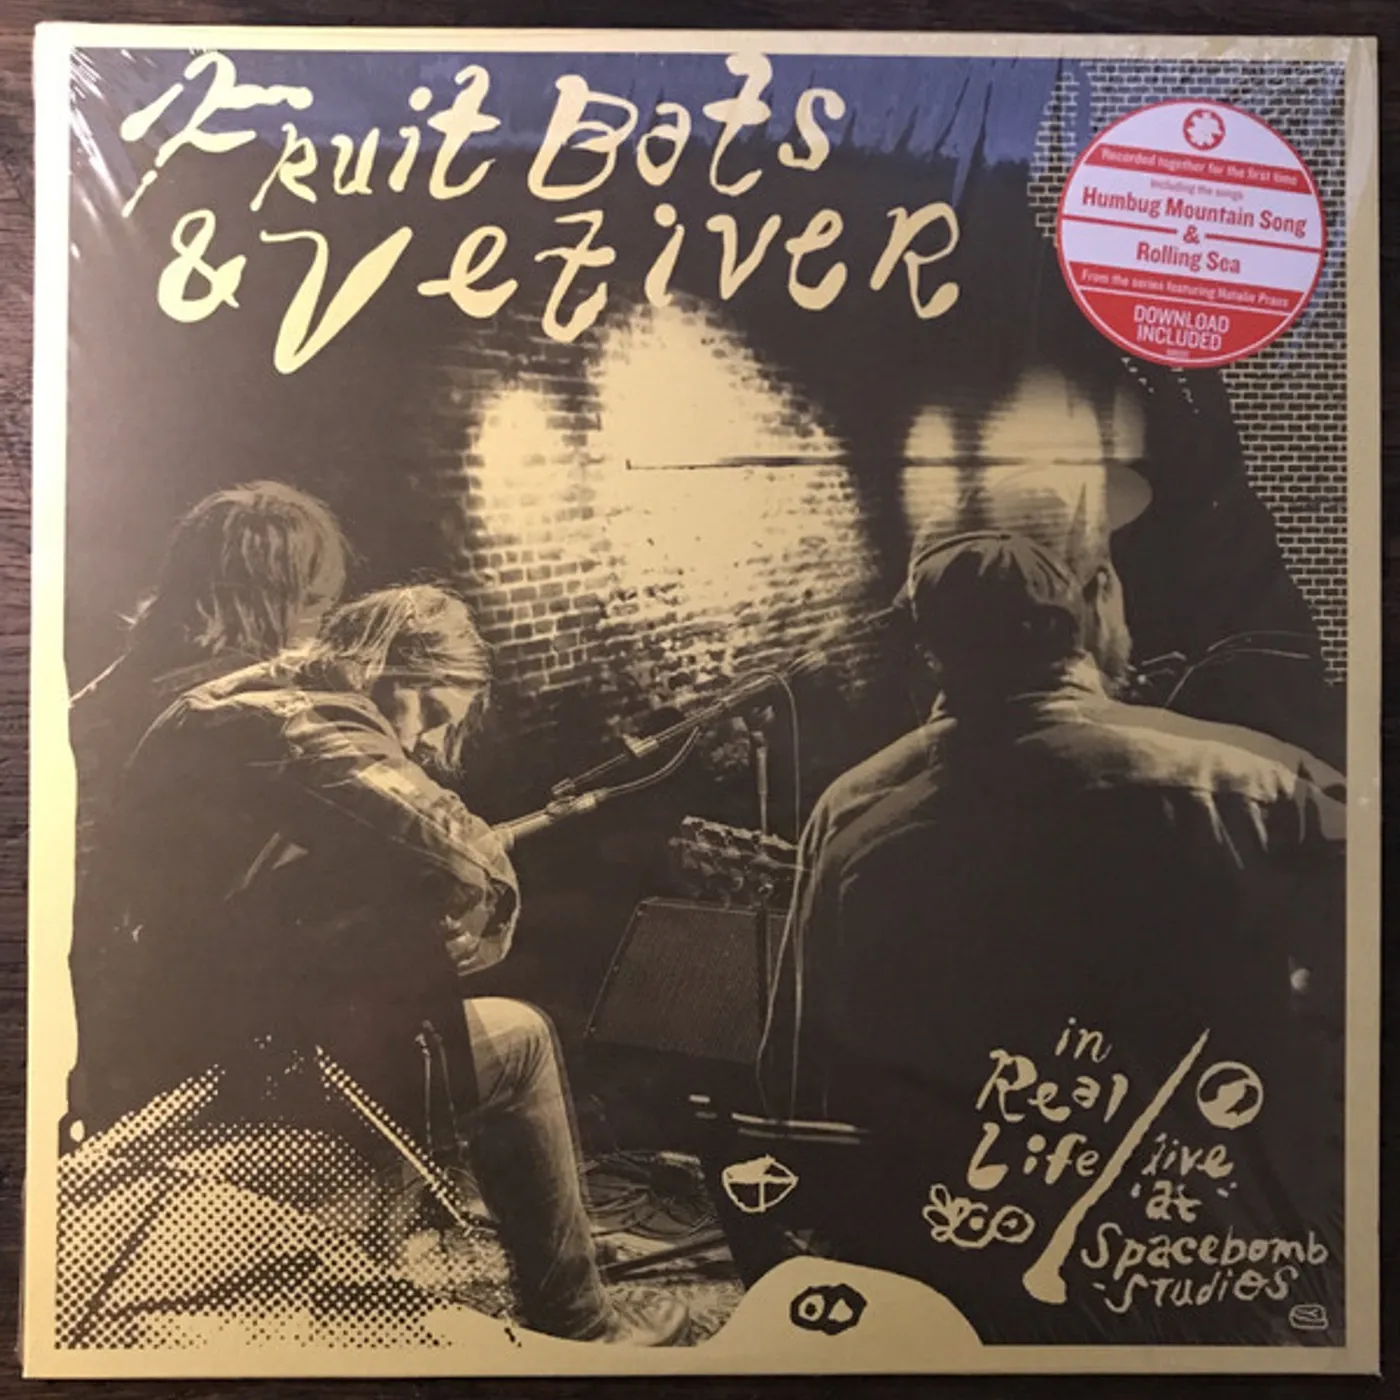 Fruit Bats
& Vetiver
Recorded together for the first time
including the songs
Humbug Mountain Song
&
Rolling Sea
From the series featuring Natalie Prass
DOWNLOAD
INCLUDED
in
Real
Life
live
at
Spacebomb
Studios